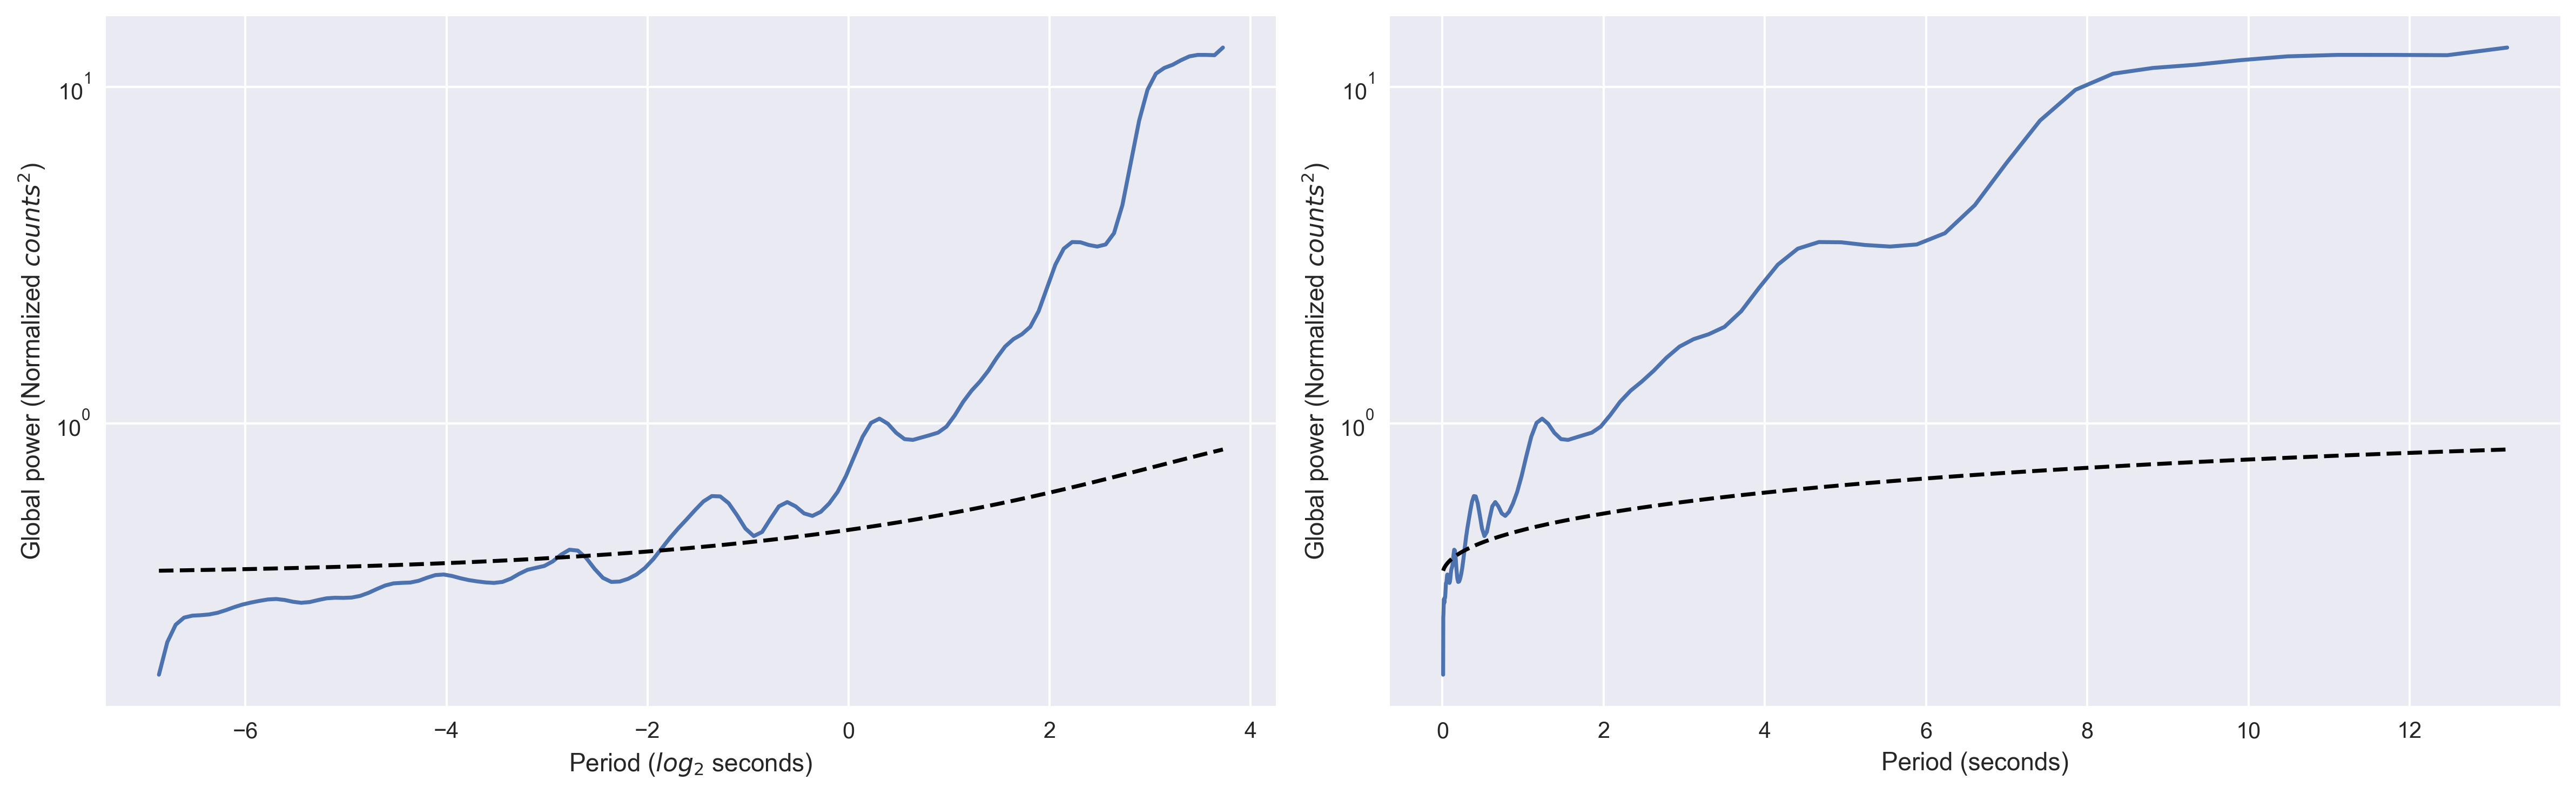 Global power (Normalized counts²)
10¹
10⁰
−6 −4 −2 0 2 4
Period (log₂ seconds)
Global power (Normalized counts²)
10¹
10⁰
0 2 4 6 8 10 12
Period (seconds)